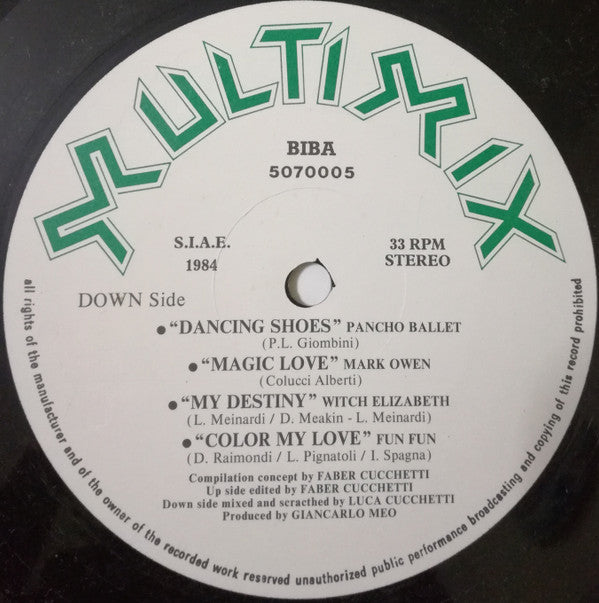 MULTIMIX
BIBA
5070005
S.I.A.E.
1984
33 RPM
STEREO
DOWN Side
• “DANCING SHOES” PANCHO BALLET
(P.L. Giombini)
• “MAGIC LOVE” MARK OWEN
(Colucci Alberti)
• “MY DESTINY” WITCH ELIZABETH
(L. Meinardi / D. Meakin - L. Meinardi)
• “COLOR MY LOVE” FUN FUN
(D. Raimondi / L. Pignatoli / I. Spagna)
Compilation concept by FABER CUCCHETTI
Up side edited by FABER CUCCHETTI
Down side mixed and scracthed by LUCA CUCCHETTI
Produced by GIANCARLO MEO
all rights of the manufacturer and of the owner of the recorded work reserved unauthorized public performance broadcasting and copying of this record prohibited